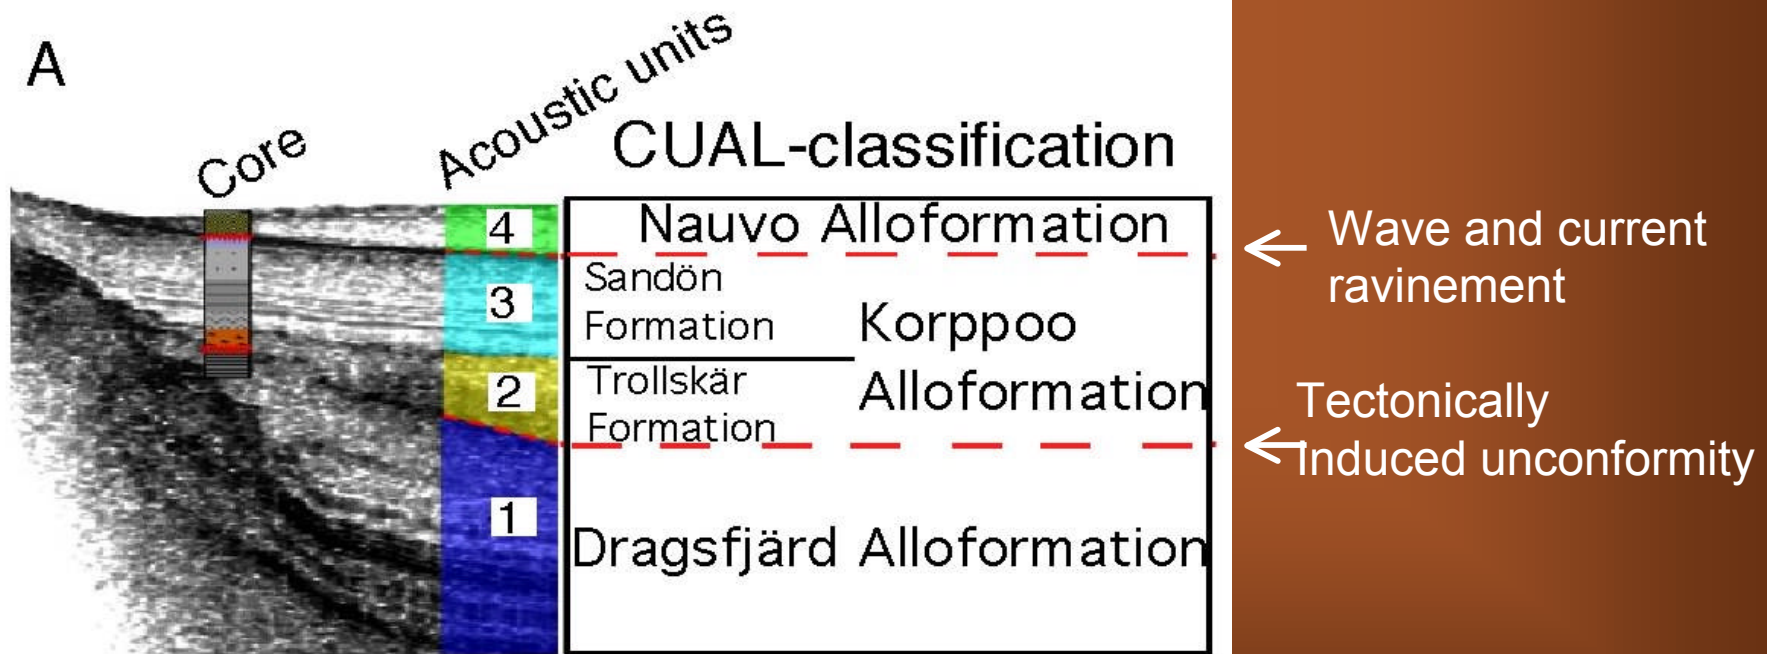 A
Core
Acoustic units
CUAL-classification
4
Nauvo Alloformation
3
Sandön
Formation
Korppoo
Alloformation
2
Trollskär
Formation
1
Dragsfjärd Alloformation
Wave and current
ravinement
Tectonically
Induced unconformity